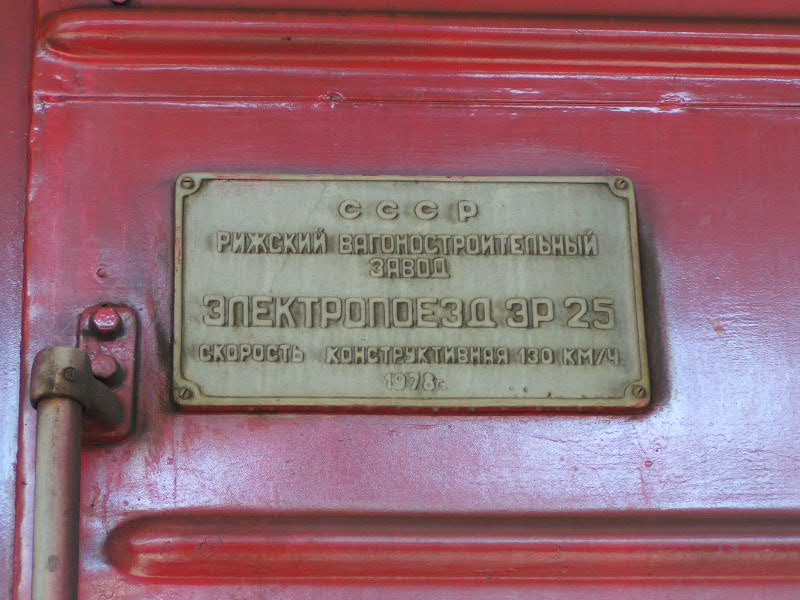 СССР
РИЖСКИЙ ВАГОНОСТРОИТЕЛЬНЫЙ
ЗАВОД
ЭЛЕКТРОПОЕЗД ЭР 25
СКОРОСТЬ КОНСТРУКТИВНАЯ 130 КМ/Ч.
1978г.